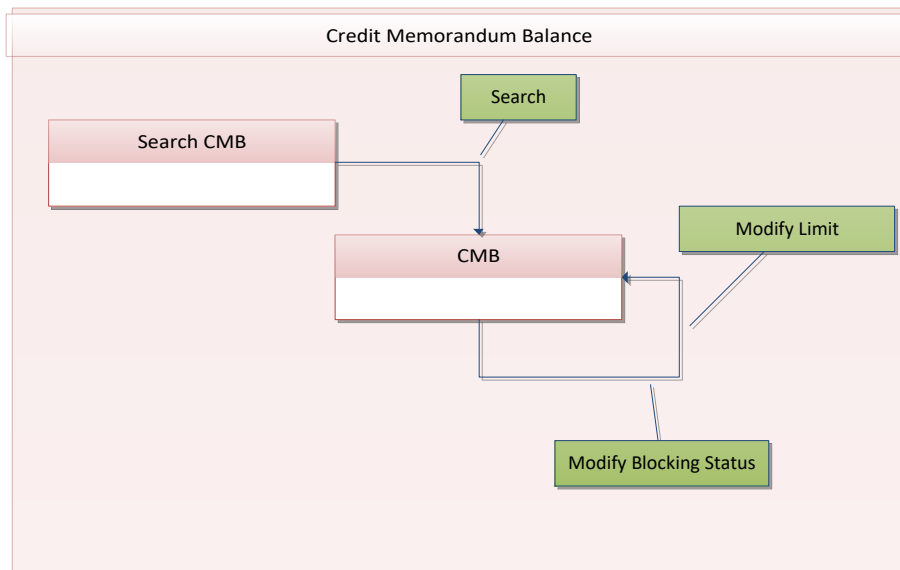 Credit Memorandum Balance
Search
Search CMB
Modify Limit
CMB
Modify Blocking Status